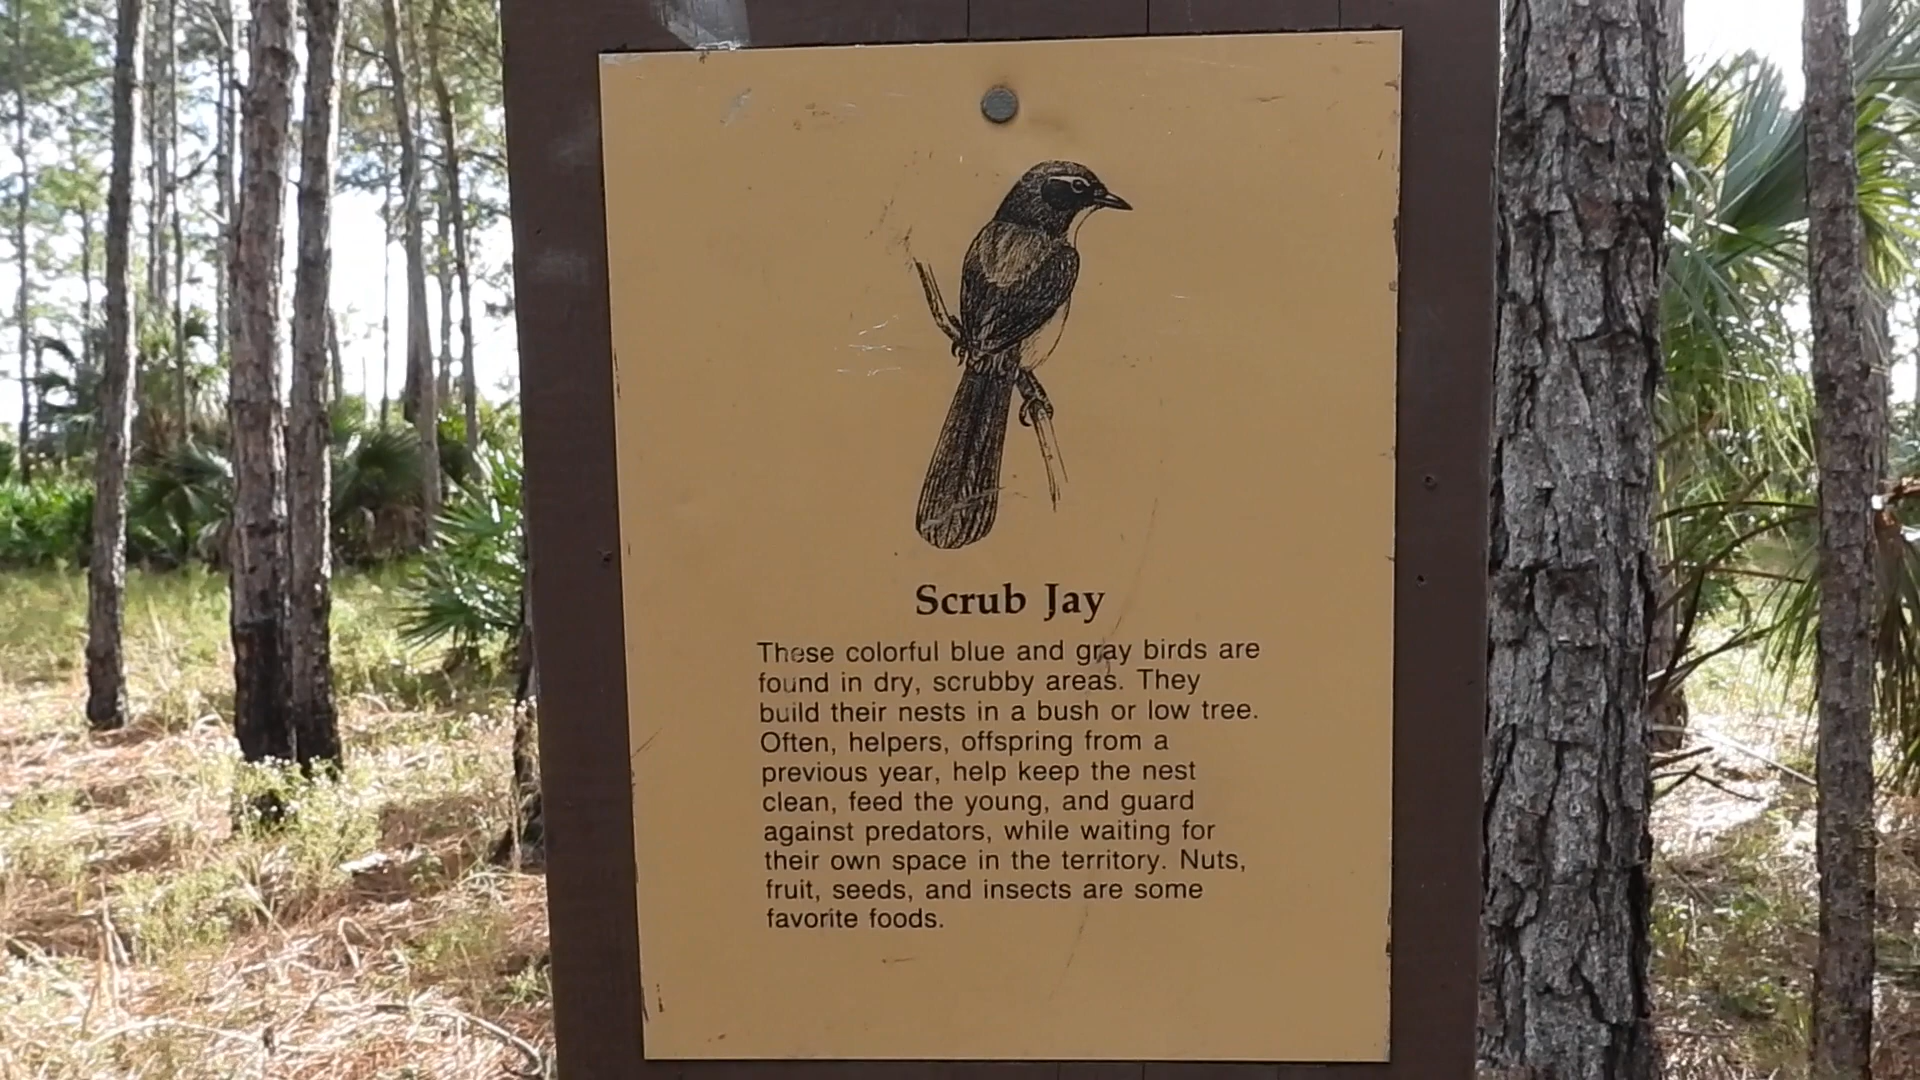 Scrub Jay
These colorful blue and gray birds are
found in dry, scrubby areas. They
build their nests in a bush or low tree.
Often, helpers, offspring from a
previous year, help keep the nest
clean, feed the young, and guard
against predators, while waiting for
their own space in the territory. Nuts,
fruit, seeds, and insects are some
favorite foods.